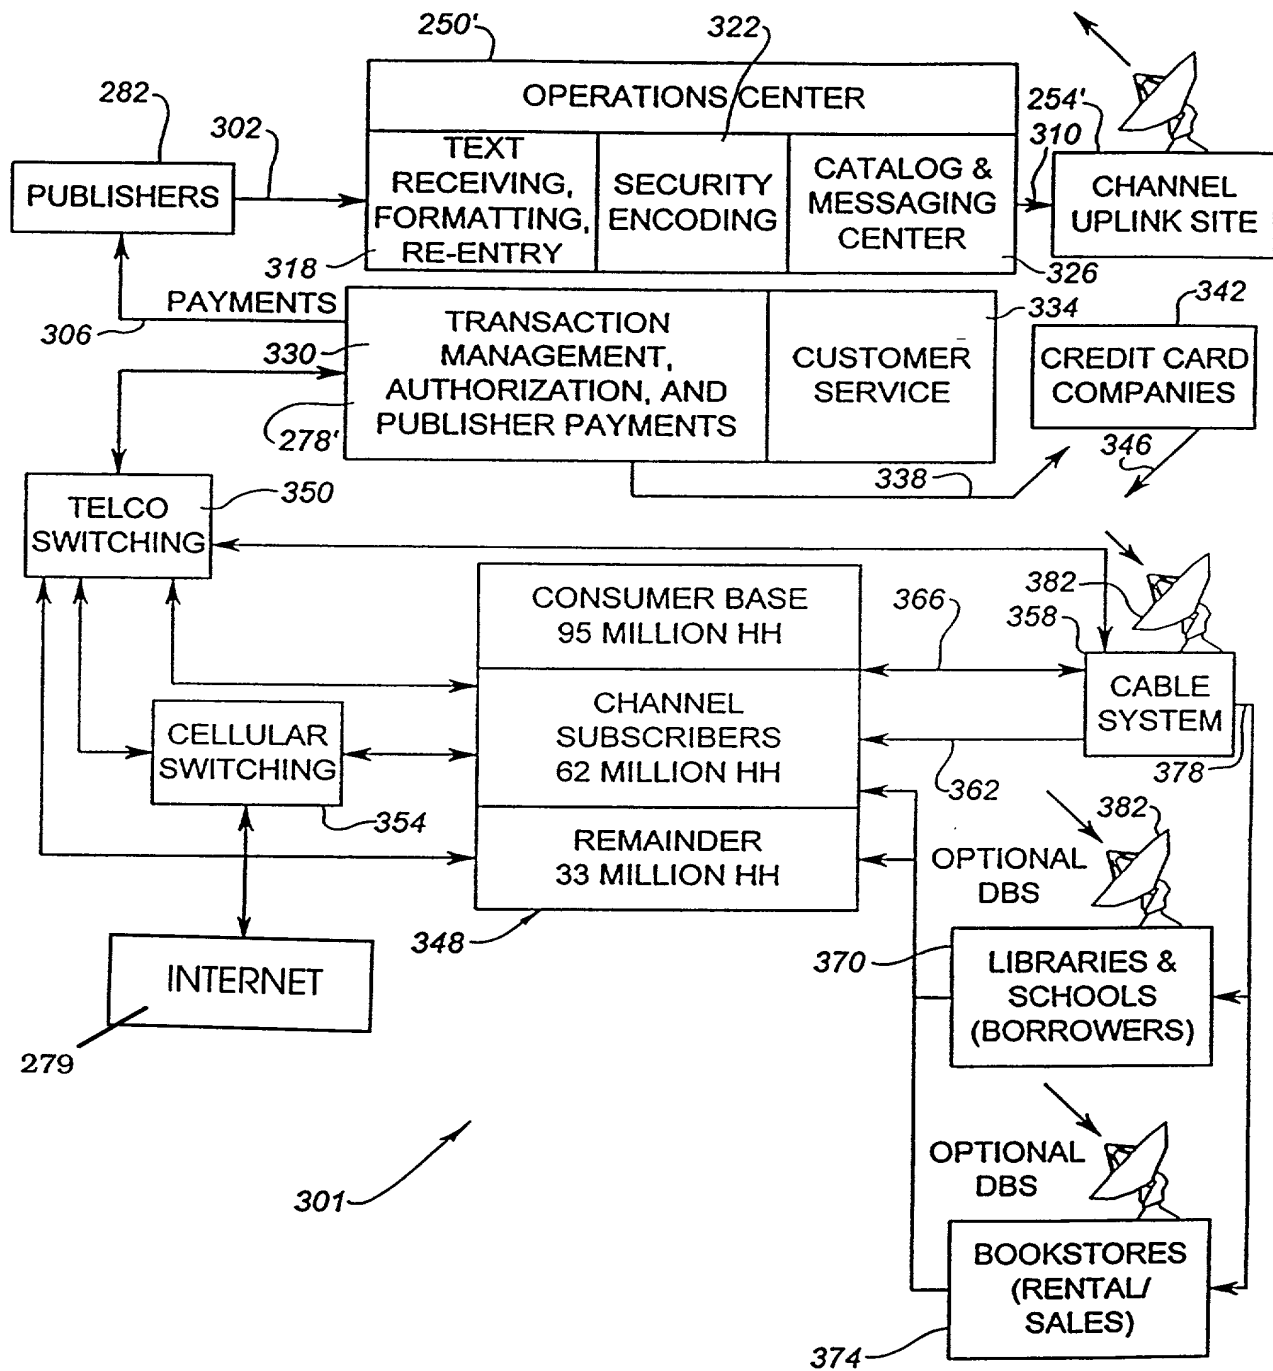 250'
322
282
302
OPERATIONS CENTER
254'
310
PUBLISHERS
TEXT
RECEIVING,
FORMATTING,
RE-ENTRY
SECURITY
ENCODING
CATALOG &
MESSAGING
CENTER
CHANNEL
UPLINK SITE
318
326
PAYMENTS
306
330
TRANSACTION
MANAGEMENT,
AUTHORIZATION, AND
PUBLISHER PAYMENTS
278'
334
CUSTOMER
SERVICE
342
CREDIT CARD
COMPANIES
346
338
350
TELCO
SWITCHING
CONSUMER BASE
95 MILLION HH
366
382
358
CHANNEL
SUBSCRIBERS
62 MILLION HH
CABLE
SYSTEM
CELLULAR
SWITCHING
362
378
354
REMAINDER
33 MILLION HH
382
OPTIONAL
DBS
348
370
LIBRARIES &
SCHOOLS
(BORROWERS)
INTERNET
279
301
OPTIONAL
DBS
BOOKSTORES
(RENTAL/
SALES)
374